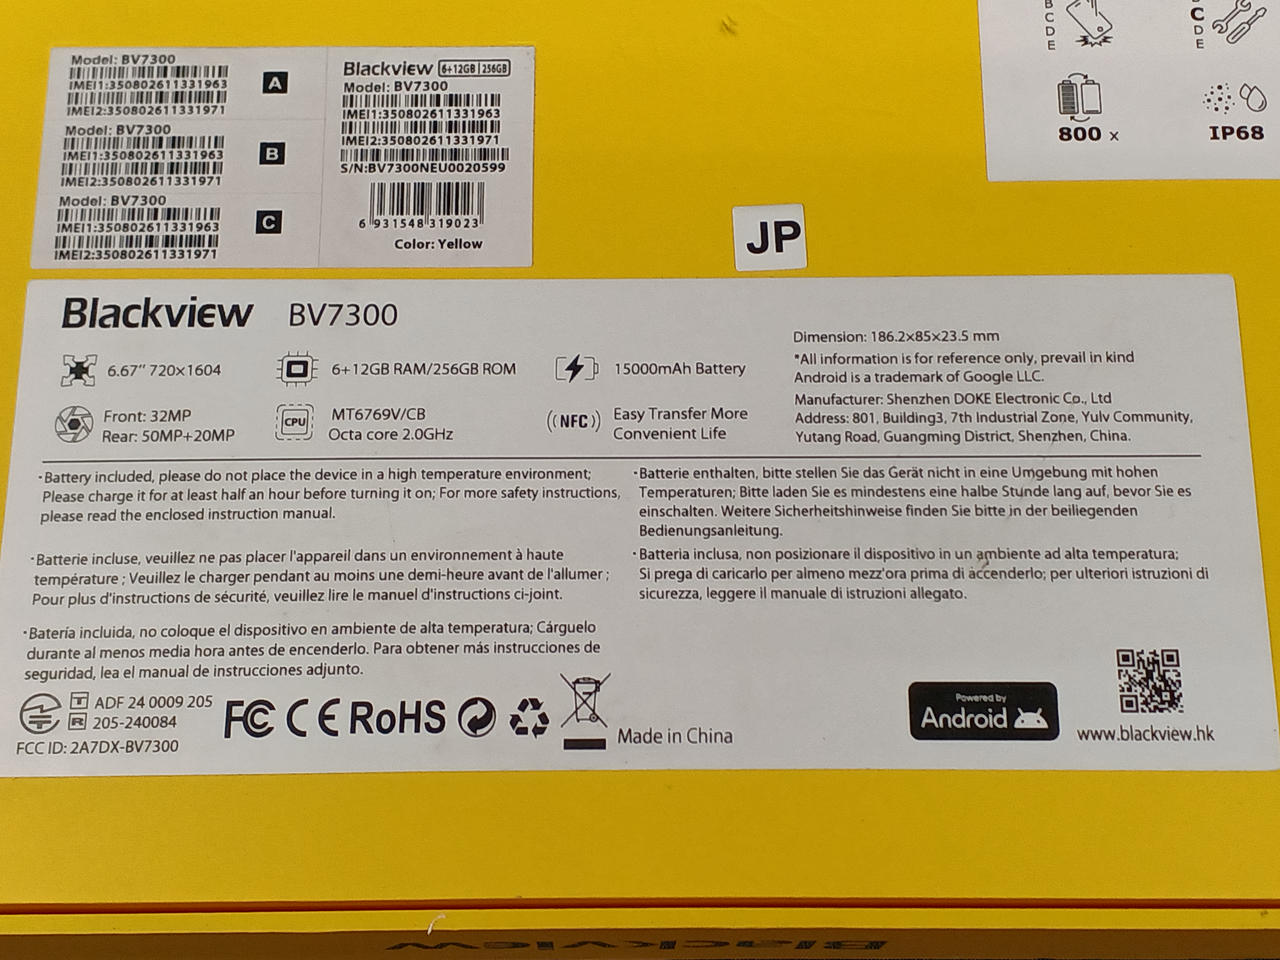 Model: BV7300
IMEI1:350802611331963
IMEI2:350802611331971
A
Model: BV7300
IMEI1:350802611331963
IMEI2:350802611331971
B
Model: BV7300
IMEI1:350802611331963
IMEI2:350802611331971
C
Blackview 6+12GB|256GB
Model: BV7300
IMEI1:350802611331963
IMEI2:350802611331971
S/N:BV7300NEU0020599
6 931548 319023
Color: Yellow
B
C
D
E
C
D
E
800 x
IP68
JP
Blackview BV7300
6.67" 720×1604
6+12GB RAM/256GB ROM
15000mAh Battery
Front: 32MP
Rear: 50MP+20MP
CPU
MT6769V/CB
Octa core 2.0GHz
NFC
Easy Transfer More
Convenient Life
Dimension: 186.2×85×23.5 mm
*All information is for reference only, prevail in kind
Android is a trademark of Google LLC.
Manufacturer: Shenzhen DOKE Electronic Co., Ltd
Address: 801, Building3, 7th Industrial Zone, Yulv Community,
Yutang Road, Guangming District, Shenzhen, China.
·Battery included, please do not place the device in a high temperature environment;
Please charge it for at least half an hour before turning it on; For more safety instructions,
please read the enclosed instruction manual.
·Batterie incluse, veuillez ne pas placer l'appareil dans un environnement à haute
température ; Veuillez le charger pendant au moins une demi-heure avant de l'allumer ;
Pour plus d'instructions de sécurité, veuillez lire le manuel d'instructions ci-joint.
·Batería incluida, no coloque el dispositivo en ambiente de alta temperatura; Cárguelo
durante al menos media hora antes de encenderlo. Para obtener más instrucciones de
seguridad, lea el manual de instrucciones adjunto.
·Batterie enthalten, bitte stellen Sie das Gerät nicht in eine Umgebung mit hohen
Temperaturen; Bitte laden Sie es mindestens eine halbe Stunde lang auf, bevor Sie es
einschalten. Weitere Sicherheitshinweise finden Sie bitte in der beiliegenden
Bedienungsanleitung.
·Batteria inclusa, non posizionare il dispositivo in un ambiente ad alta temperatura;
Si prega di caricarlo per almeno mezz'ora prima di accenderlo; per ulteriori istruzioni di
sicurezza, leggere il manuale di istruzioni allegato.
T ADF 24 0009 205
R 205-240084
FCC ID: 2A7DX-BV7300
FC CE RoHS
Made in China
Powered by
Android
www.blackview.hk
Blackview